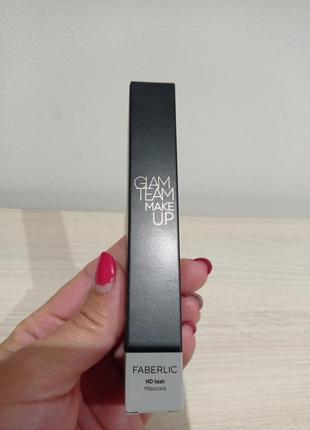 GLAM
TEAM
MAKE
UP
FABERLIC
HD lash
Mascara